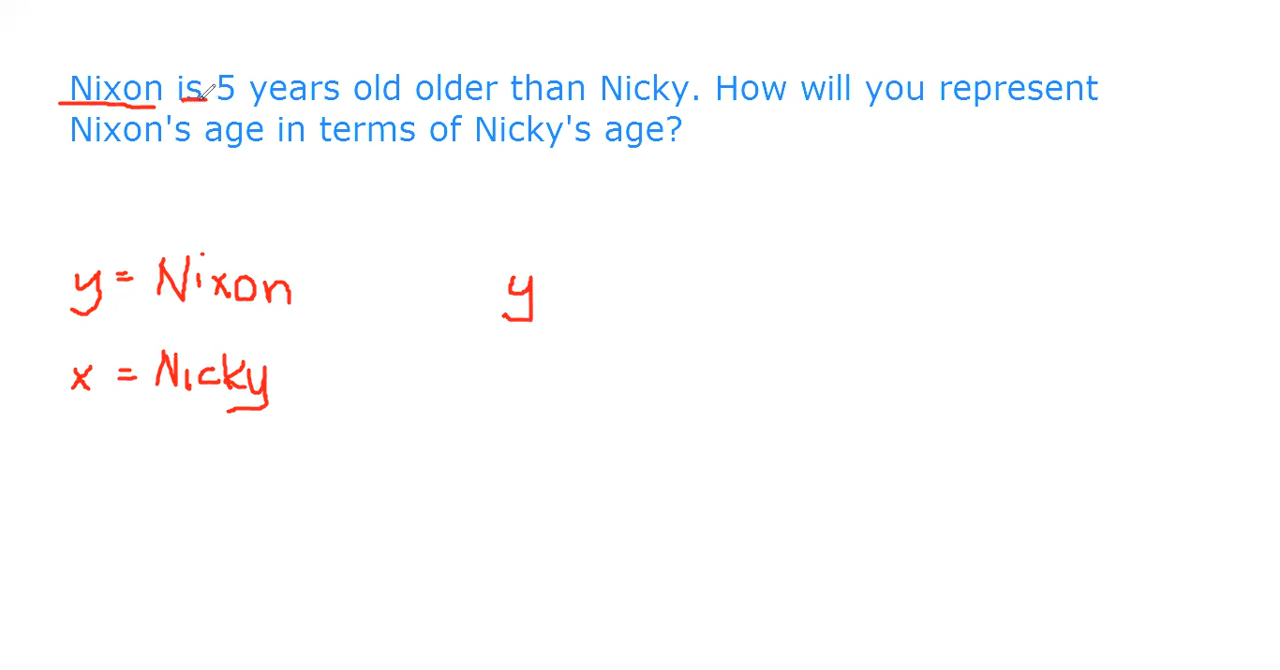 Nixon is 5 years old older than Nicky. How will you represent
Nixon's age in terms of Nicky's age?
y = Nixon
y
x = Nicky